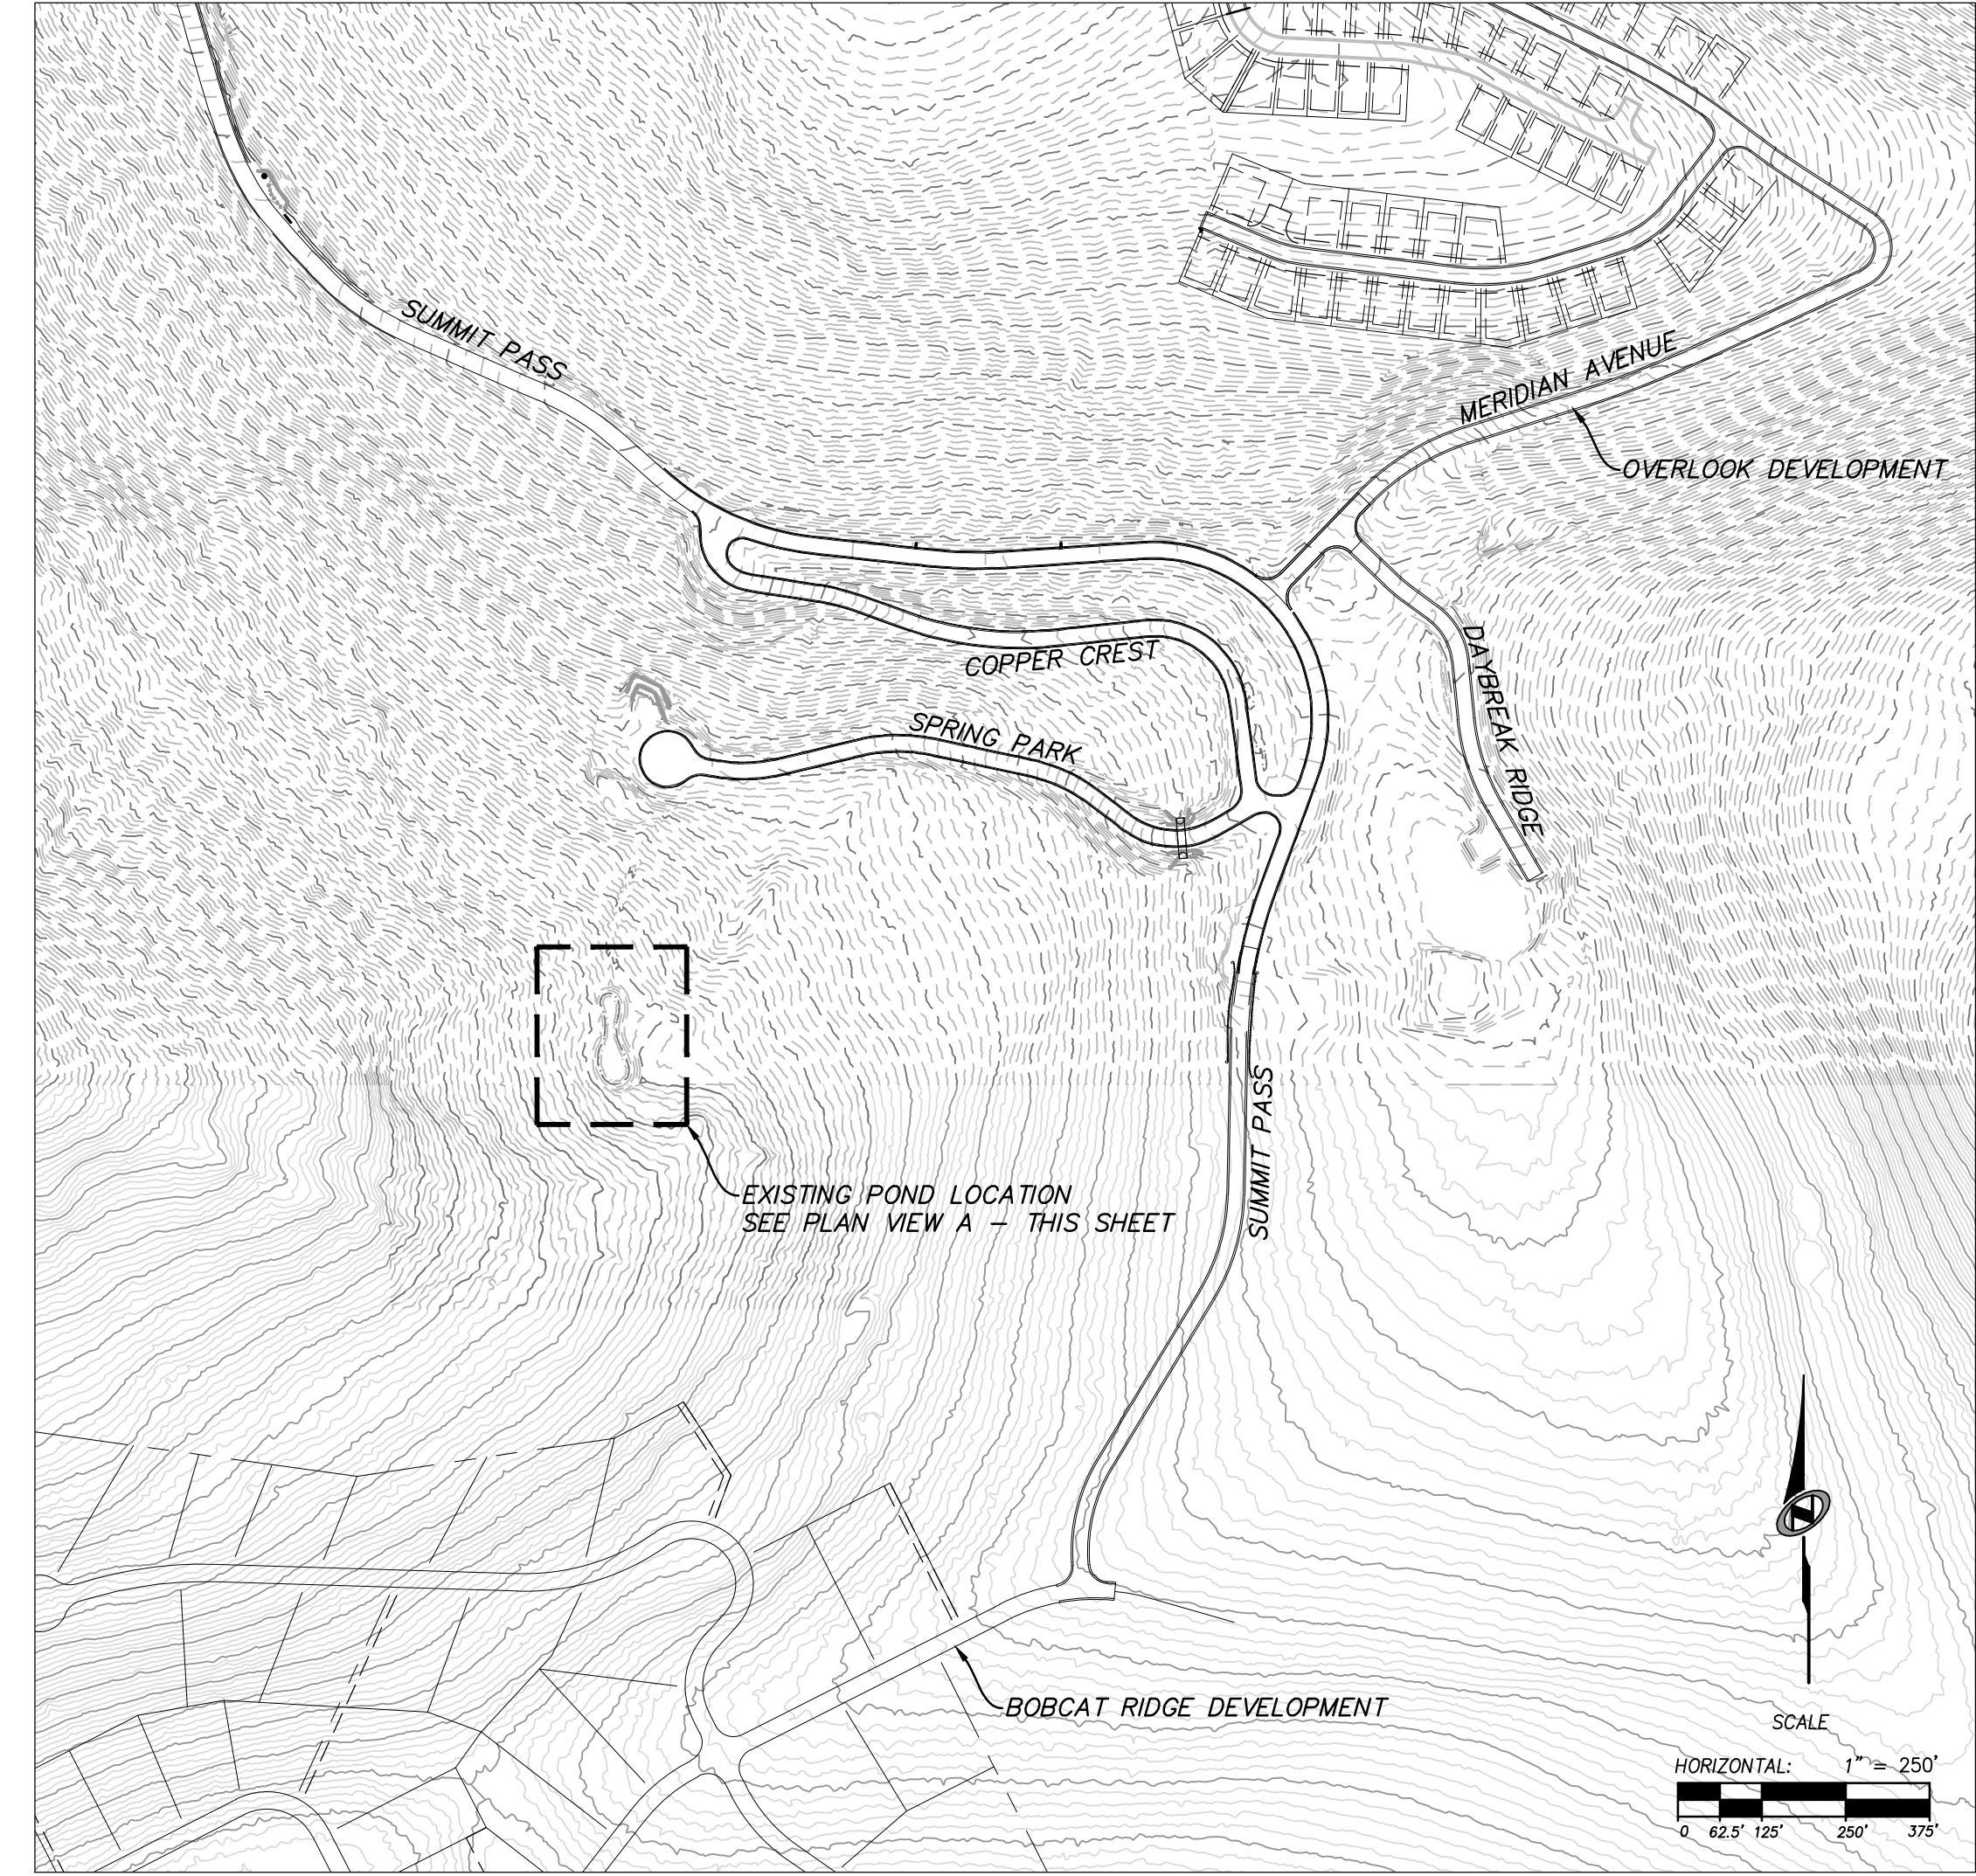 SUMMIT PASS
MERIDIAN AVENUE
OVERLOOK DEVELOPMENT
COPPER CREST
DAYBREAK RIDGE
SPRING PARK
SUMMIT PASS
EXISTING POND LOCATION
SEE PLAN VIEW A – THIS SHEET
N
BOBCAT RIDGE DEVELOPMENT
SCALE
HORIZONTAL: 1" = 250'
0 62.5' 125' 250' 375'